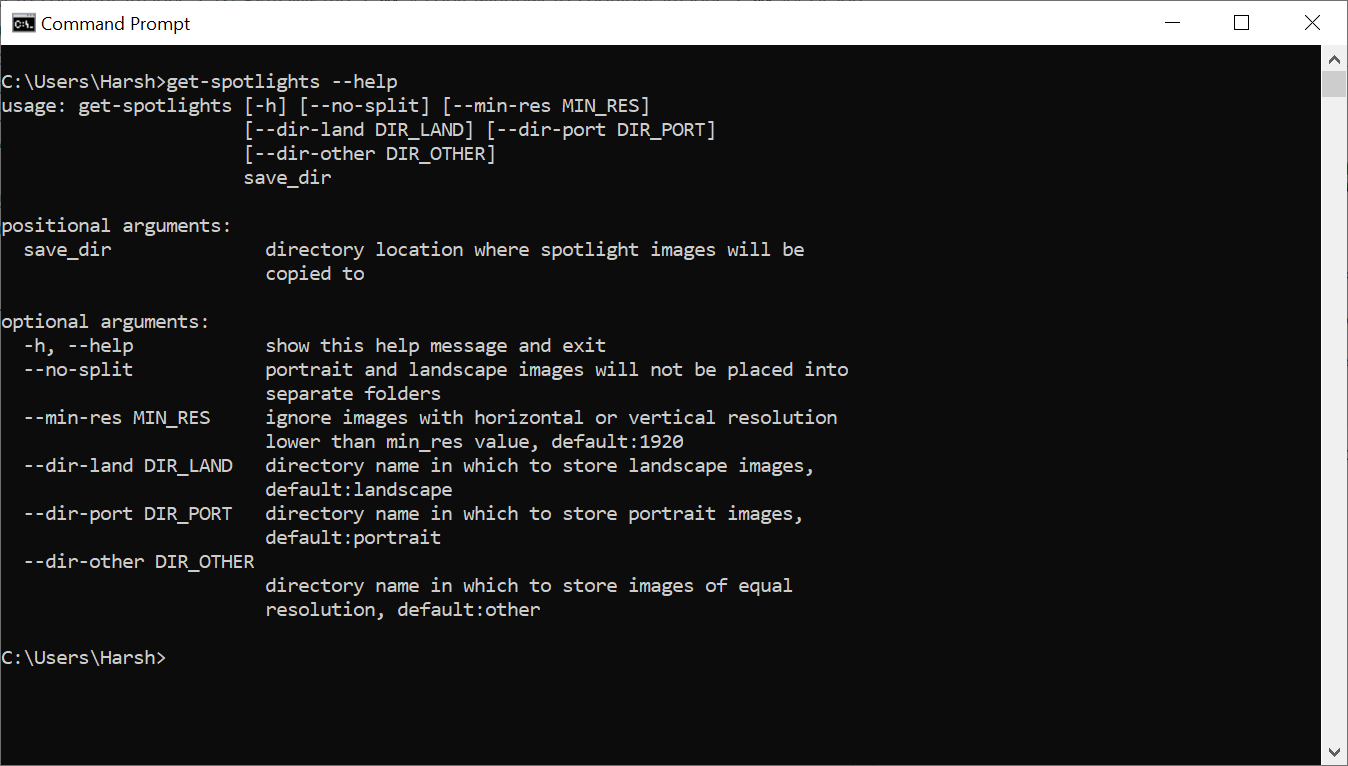 Command Prompt
C:\Users\Harsh>get-spotlights --help
usage: get-spotlights [-h] [--no-split] [--min-res MIN_RES]
                      [--dir-land DIR_LAND] [--dir-port DIR_PORT]
                      [--dir-other DIR_OTHER]
                      save_dir

positional arguments:
  save_dir              directory location where spotlight images will be
                        copied to

optional arguments:
  -h, --help            show this help message and exit
  --no-split            portrait and landscape images will not be placed into
                        separate folders
  --min-res MIN_RES     ignore images with horizontal or vertical resolution
                        lower than min_res value, default:1920
  --dir-land DIR_LAND   directory name in which to store landscape images,
                        default:landscape
  --dir-port DIR_PORT   directory name in which to store portrait images,
                        default:portrait
  --dir-other DIR_OTHER
                        directory name in which to store images of equal
                        resolution, default:other

C:\Users\Harsh>